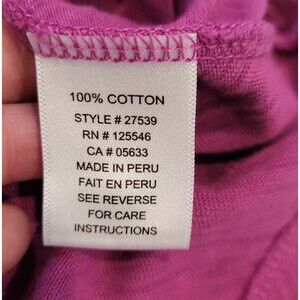 100% COTTON
STYLE # 27539
RN # 125546
CA # 05633
MADE IN PERU
FAIT EN PERU
SEE REVERSE
FOR CARE
INSTRUCTIONS